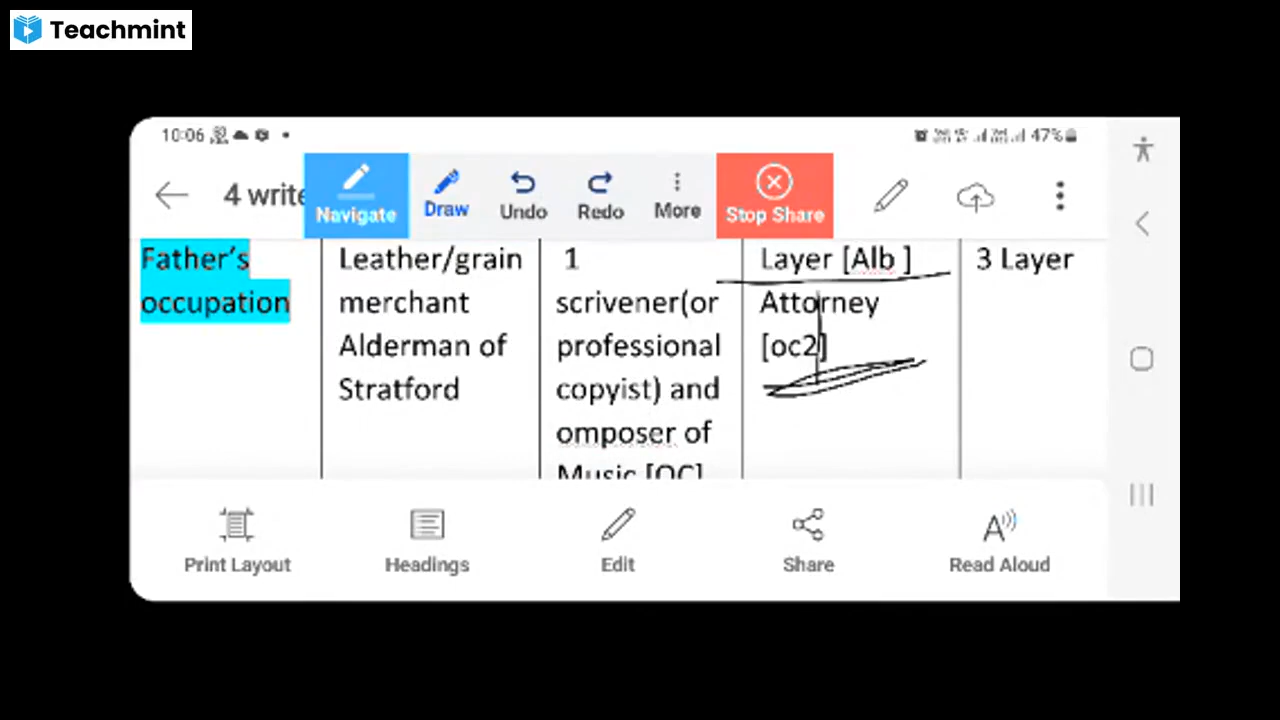 Teachmint
10:06
47%
4 write
Navigate
Draw
Undo
Redo
More
Stop Share
Father's
occupation
Leather/grain
merchant
Alderman of
Stratford
1
scrivener(or
professional
copyist) and
omposer of
Music [OC]
Layer [Alb ]
Attorney
[oc2]
3 Layer
Print Layout
Headings
Edit
Share
Read Aloud